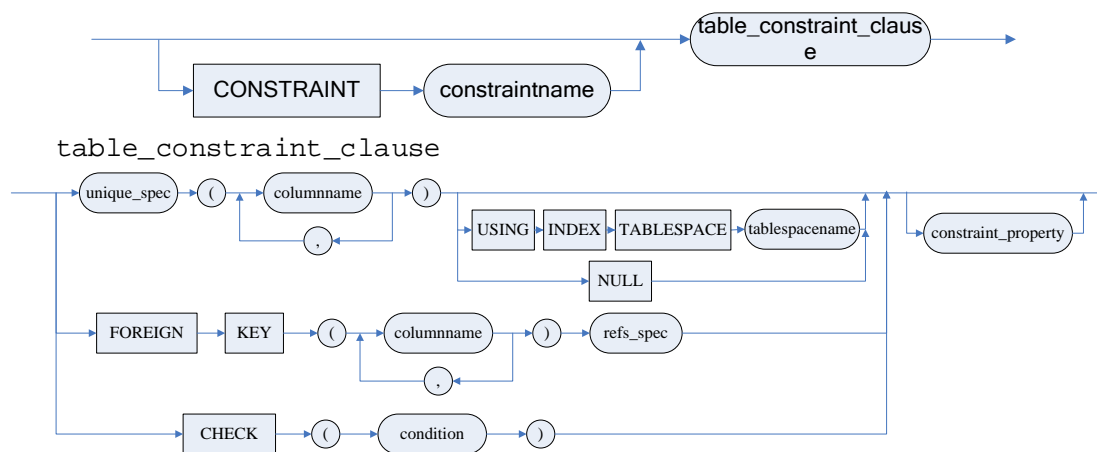 table_constraint_claus
e
CONSTRAINT constraintname
table_constraint_clause
unique_spec ( columnname )
,
USING INDEX TABLESPACE tablespacename
constraint_property
NULL
FOREIGN KEY ( columnname ) refs_spec
,
CHECK ( condition )